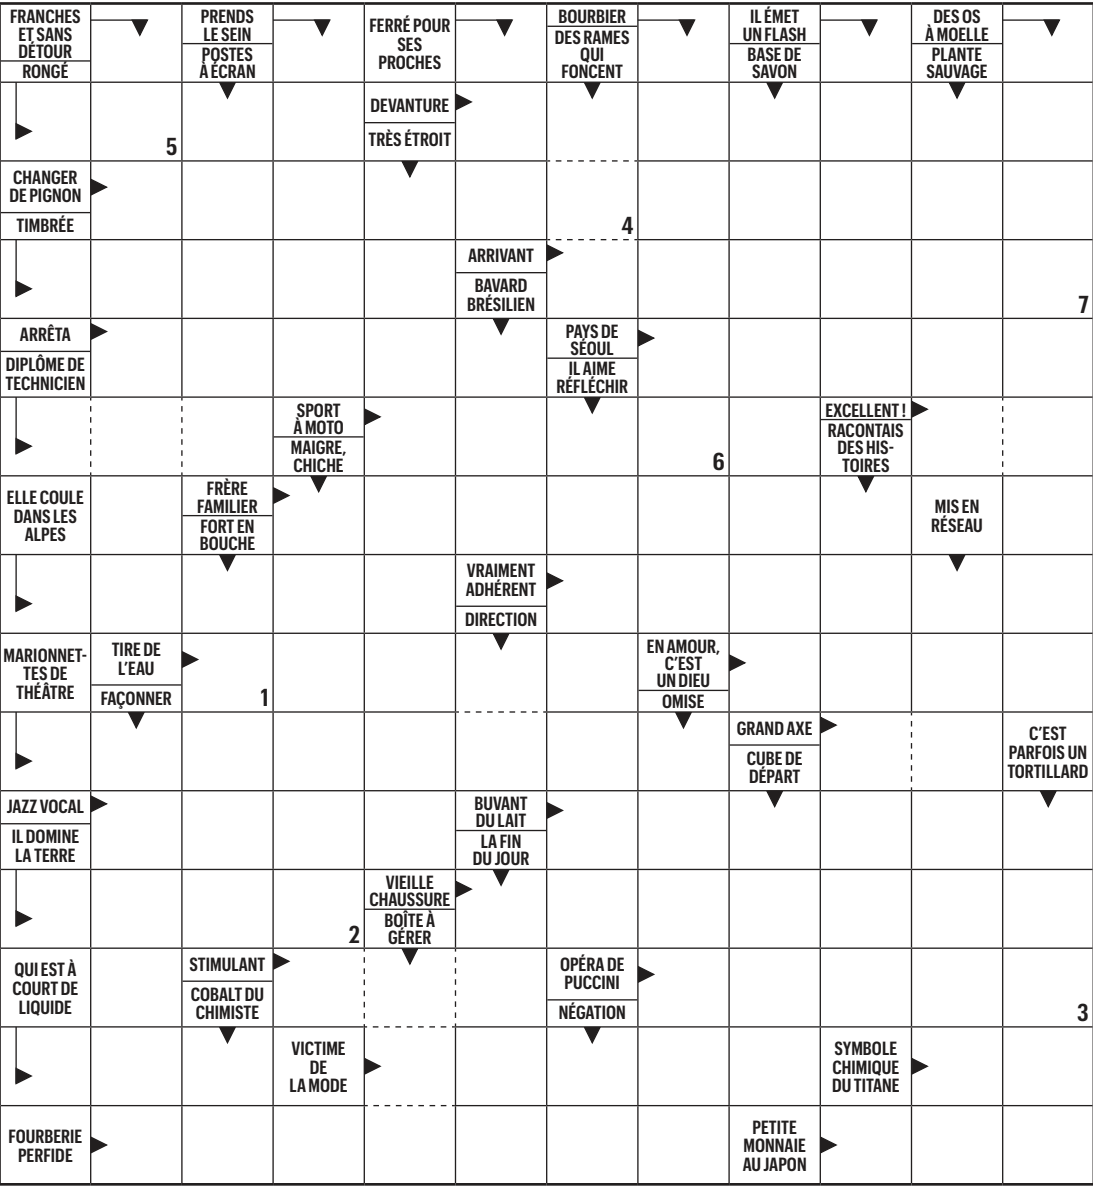 FRANCHES
ET SANS
DÉTOUR
RONGÉ
PRENDS
LE SEIN
POSTES
À ÉCRAN
FERRÉ POUR
SES
PROCHES
BOURBIER
DES RAMES
QUI
FONCENT
IL ÉMET
UN FLASH
BASE DE
SAVON
DES OS
À MOELLE
PLANTE
SAUVAGE
5
DEVANTURE
TRÈS ÉTROIT
CHANGER
DE PIGNON
TIMBRÉE
4
ARRIVANT
BAVARD
BRÉSILIEN
7
ARRÊTA
DIPLÔME DE
TECHNICIEN
PAYS DE
SÉOUL
IL AIME
RÉFLÉCHIR
SPORT
À MOTO
MAIGRE,
CHICHE
6
EXCELLENT !
RACONTAIS
DES HIS-
TOIRES
ELLE COULE
DANS LES
ALPES
FRÈRE
FAMILIER
FORT EN
BOUCHE
MIS EN
RÉSEAU
VRAIMENT
ADHÉRENT
DIRECTION
MARIONNET-
TES DE
THÉÂTRE
TIRE DE
L'EAU
FAÇONNER
1
EN AMOUR,
C'EST
UN DIEU
OMISE
GRAND AXE
CUBE DE
DÉPART
C'EST
PARFOIS UN
TORTILLARD
JAZZ VOCAL
IL DOMINE
LA TERRE
BUVANT
DU LAIT
LA FIN
DU JOUR
2
VIEILLE
CHAUSSURE
BOÎTE À
GÉRER
QUI EST À
COURT DE
LIQUIDE
STIMULANT
COBALT DU
CHIMISTE
OPÉRA DE
PUCCINI
NÉGATION
3
VICTIME
DE
LA MODE
SYMBOLE
CHIMIQUE
DU TITANE
FOURBERIE
PERFIDE
PETITE
MONNAIE
AU JAPON